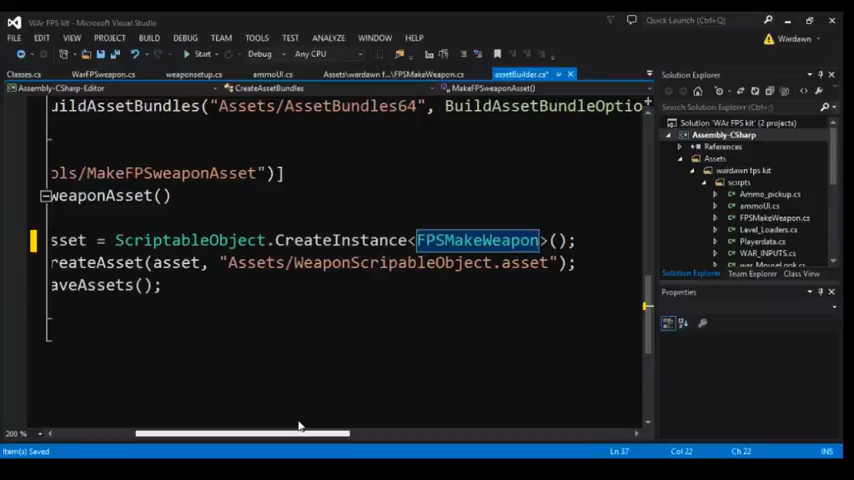 WAr FPS kit - Microsoft Visual Studio
Quick Launch (Ctrl+Q)
FILE EDIT VIEW PROJECT BUILD DEBUG TEAM TOOLS TEST ARCHITECTURE ANALYZE WINDOW HELP
Wardawn
Start Debug Any CPU
Classes.cs WarFPSweapon.cs weaponsetup.cs ammoUI.cs Assets\wardawn f...\FPSMakeWeapon.cs assetBuilder.cs*
Assembly-CSharp-Editor CreateAssetBundles MakeFPSweaponAsset()
uildAssetBundles("Assets/AssetBundles64", BuildAssetBundleOptio
ols/MakeFPSweaponAsset")]
weaponAsset()
sset = ScriptableObject.CreateInstance<FPSMakeWeapon>();
reateAsset(asset, "Assets/WeaponScripableObject.asset");
aveAssets();
200 %
Solution Explorer
Search Solution Explorer (Ctrl+;)
Solution 'WAr FPS kit' (2 projects)
Assembly-CSharp
References
Assets
wardawn fps kit
scripts
Ammo_pickup.cs
ammoUI.cs
FPSMakeWeapon.cs
Level_Loaders.cs
Playerdata.cs
WAR_INPUTS.cs
war_MouseLook.cs
Solution Explorer Team Explorer Class View
Properties
Item(s) Saved Ln 37 Col 22 Ch 22 INS